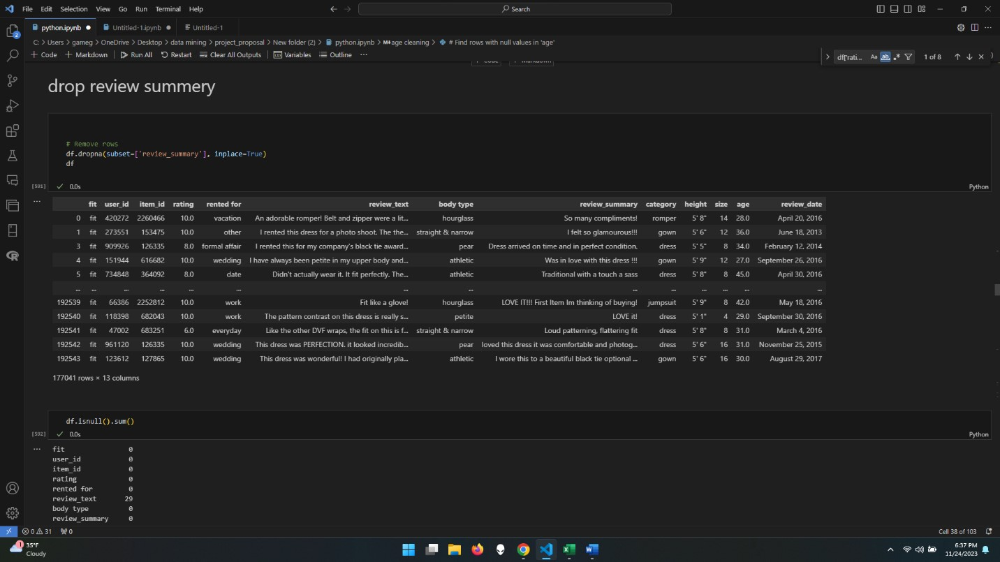 File Edit Selection View Go Run Terminal Help Search
python.ipynb Untitled-1.ipynb Untitled-1
C: > Users > gameg > OneDrive > Desktop > data mining > project_proposal > New folder (2) > python.ipynb > M↓age cleaning > # Find rows with null values in 'age'
+ Code + Markdown Run All Restart Clear All Outputs Variables Outline ...
df['rati... Aa ab .* 1 of 8
+ Code + Markdown
drop review summery
# Remove rows
df.dropna(subset=['review_summary'], inplace=True)
df
[591] 0.0s Python
fit user_id item_id rating rented for review_text body type review_summary category height size age review_date
0 fit 420272 2260466 10.0 vacation An adorable romper! Belt and zipper were a lit... hourglass So many compliments! romper 5' 8" 14 28.0 April 20, 2016
1 fit 273551 153475 10.0 other I rented this dress for a photo shoot. The the... straight & narrow I felt so glamourous!!! gown 5' 6" 12 36.0 June 18, 2013
3 fit 909926 126335 8.0 formal affair I rented this for my company's black tie award... pear Dress arrived on time and in perfect condition. dress 5' 5" 8 34.0 February 12, 2014
4 fit 151944 616682 10.0 wedding I have always been petite in my upper body and... athletic Was in love with this dress !!! gown 5' 9" 12 27.0 September 26, 2016
5 fit 734848 364092 8.0 date Didn't actually wear it. It fit perfectly. The... athletic Traditional with a touch a sass dress 5' 8" 8 45.0 April 30, 2016
... ... ... ... ... ... ... ... ... ... ... ... ... ...
192539 fit 66386 2252812 10.0 work Fit like a glove! hourglass LOVE IT!!! First Item Im thinking of buying! jumpsuit 5' 9" 8 42.0 May 18, 2016
192540 fit 118398 682043 10.0 work The pattern contrast on this dress is really s... petite LOVE it! dress 5' 1" 4 29.0 September 30, 2016
192541 fit 47002 683251 6.0 everyday Like the other DVF wraps, the fit on this is f... straight & narrow Loud patterning, flattering fit dress 5' 8" 8 31.0 March 4, 2016
192542 fit 961120 126335 10.0 wedding This dress was PERFECTION. it looked incredib... pear loved this dress it was comfortable and photog... dress 5' 6" 16 31.0 November 25, 2015
192543 fit 123612 127865 10.0 wedding This dress was wonderful! I had originally pla... athletic I wore this to a beautiful black tie optional ... gown 5' 6" 16 30.0 August 29, 2017
177041 rows × 13 columns
df.isnull().sum()
[592] 0.0s Python
fit 0
user_id 0
item_id 0
rating 0
rented for 0
review_text 29
body type 0
review_summary 0
0 31 0 Cell 38 of 103
35°F
Cloudy
6:37 PM
11/24/2023